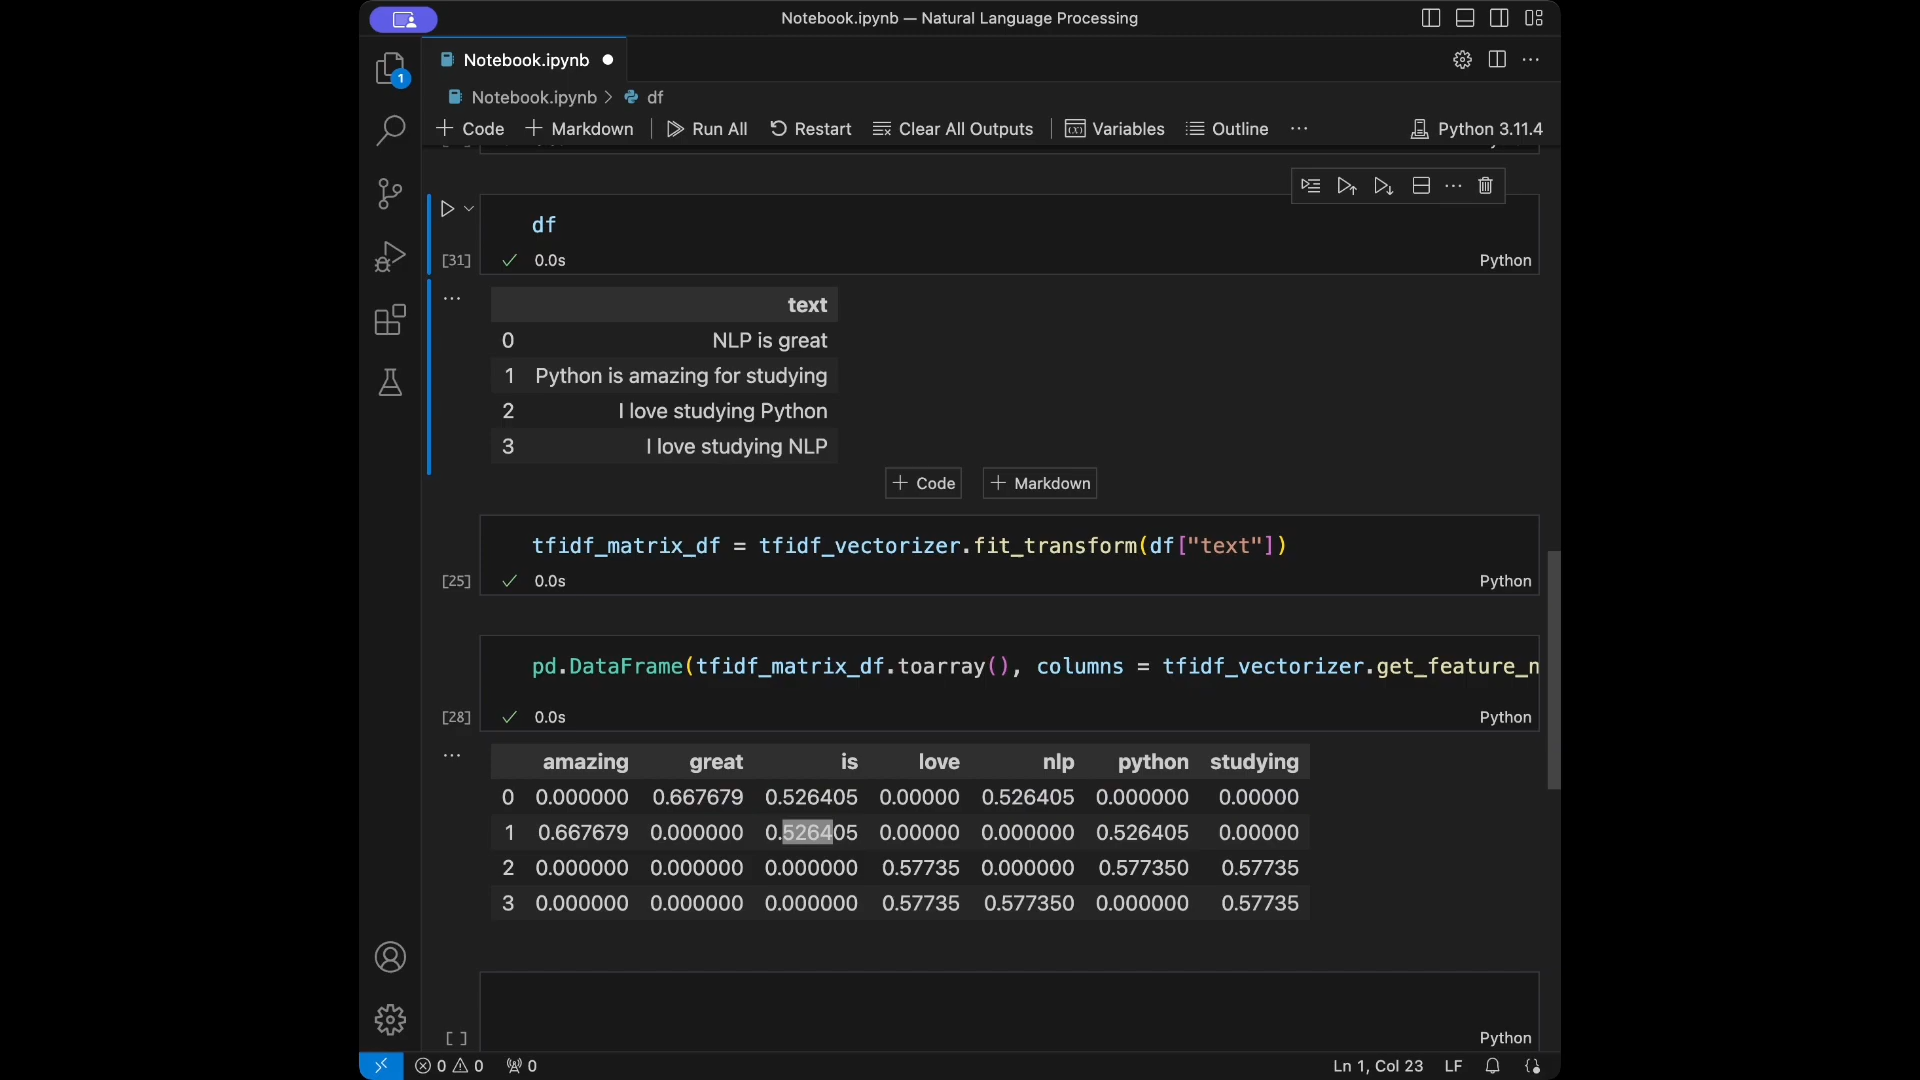 Notebook.ipynb — Natural Language Processing
Notebook.ipynb
1
Notebook.ipynb > df
+ Code + Markdown Run All Restart Clear All Outputs Variables Outline ... Python 3.11.4
df
[31] 0.0s Python
text
0 NLP is great
1 Python is amazing for studying
2 I love studying Python
3 I love studying NLP
+ Code + Markdown
tfidf_matrix_df = tfidf_vectorizer.fit_transform(df["text"])
[25] 0.0s Python
pd.DataFrame(tfidf_matrix_df.toarray(), columns = tfidf_vectorizer.get_feature_n
[28] 0.0s Python
amazing great is love nlp python studying
0 0.000000 0.667679 0.526405 0.00000 0.526405 0.000000 0.00000
1 0.667679 0.000000 0.526405 0.00000 0.000000 0.526405 0.00000
2 0.000000 0.000000 0.000000 0.57735 0.000000 0.577350 0.57735
3 0.000000 0.000000 0.000000 0.57735 0.577350 0.000000 0.57735
[ ] Python
0 0 0 Ln 1, Col 23 LF